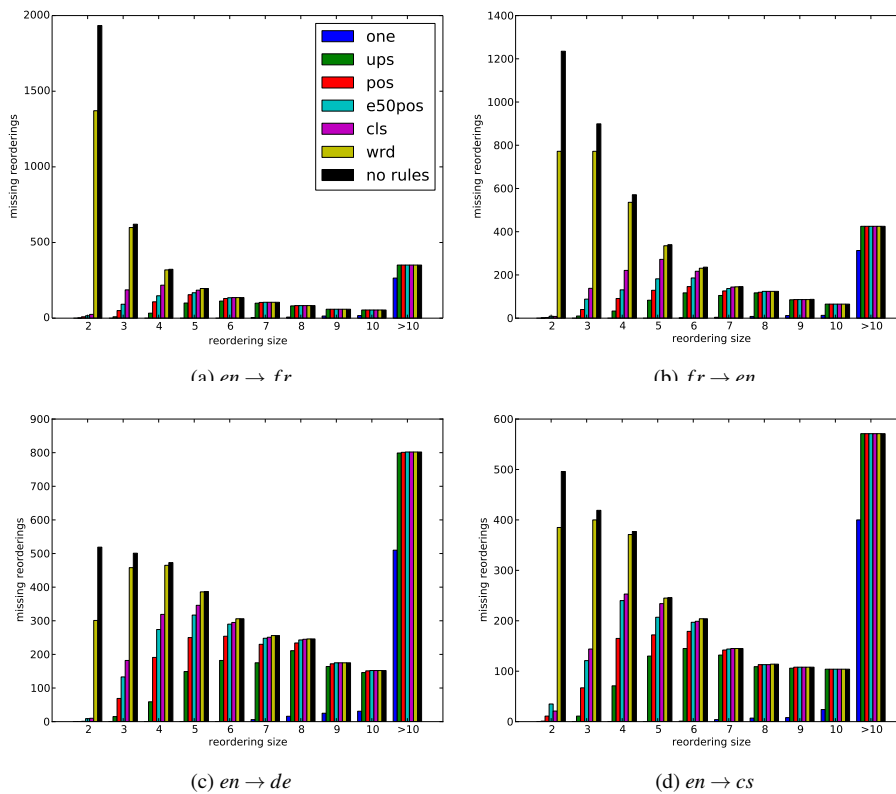 2000
1500
1000
500
0
missing reorderings
2 3 4 5 6 7 8 9 10 >10
reordering size
one
ups
pos
e50pos
cls
wrd
no rules
(a) en → fr
1400
1200
1000
800
600
400
200
0
missing reorderings
2 3 4 5 6 7 8 9 10 >10
reordering size
(b) fr → en
900
800
700
600
500
400
300
200
100
0
missing reorderings
2 3 4 5 6 7 8 9 10 >10
reordering size
(c) en → de
600
500
400
300
200
100
0
missing reorderings
2 3 4 5 6 7 8 9 10 >10
reordering size
(d) en → cs